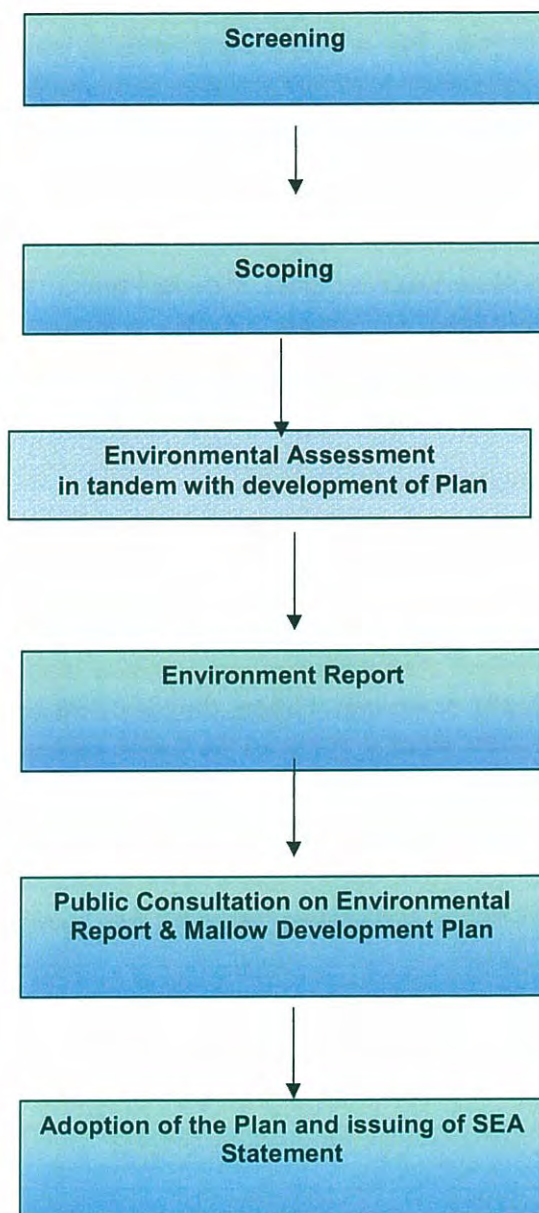 Screening
Scoping
Environmental Assessment
in tandem with development of Plan
Environment Report
Public Consultation on Environmental
Report & Mallow Development Plan
Adoption of the Plan and issuing of SEA
Statement